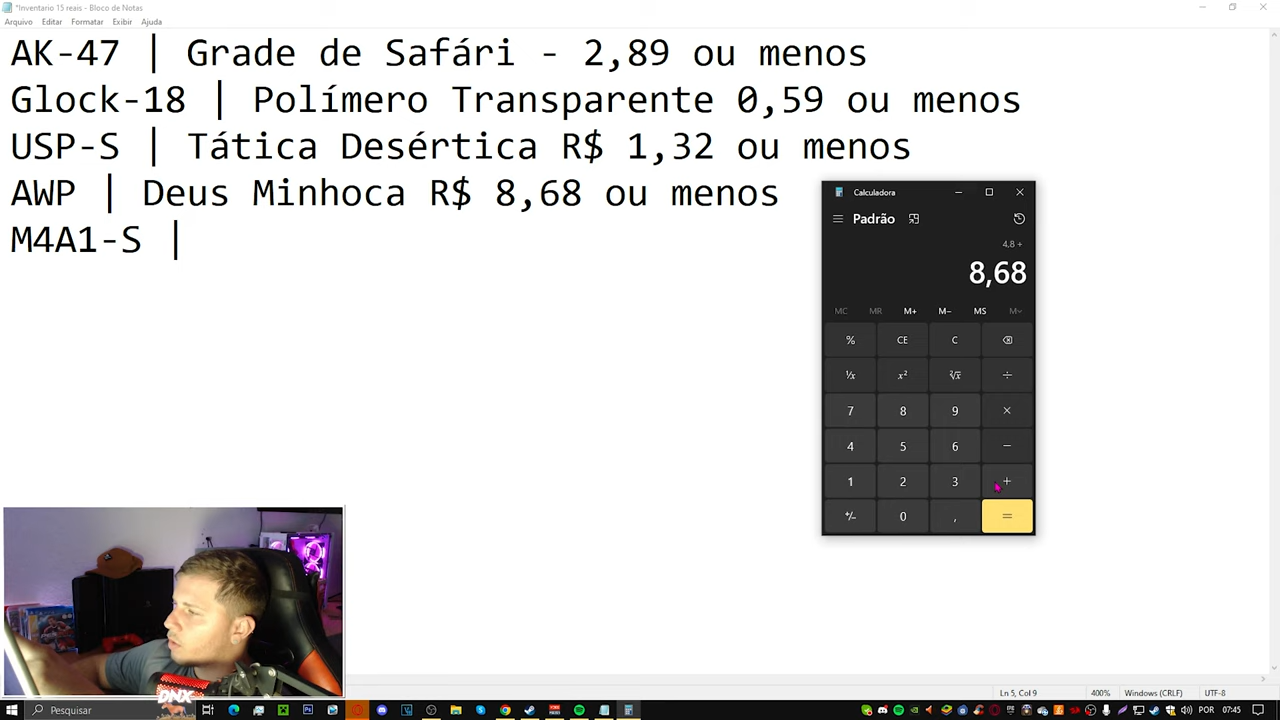 *Inventario 15 reais - Bloco de Notas
Arquivo Editar Formatar Exibir Ajuda
AK-47 | Grade de Safári - 2,89 ou menos
Glock-18 | Polímero Transparente 0,59 ou menos
USP-S | Tática Desértica R$ 1,32 ou menos
AWP | Deus Minhoca R$ 8,68 ou menos
M4A1-S |
Calculadora
Padrão
4,8 +
8,68
MC MR M+ M- MS M˅
% CE C
¹/x x² ²√x ÷
7 8 9 ×
4 5 6 −
1 2 3 +
+/− 0 , =
DNX
Ln 5, Col 9 400% Windows (CRLF) UTF-8
Pesquisar
POR 07:45